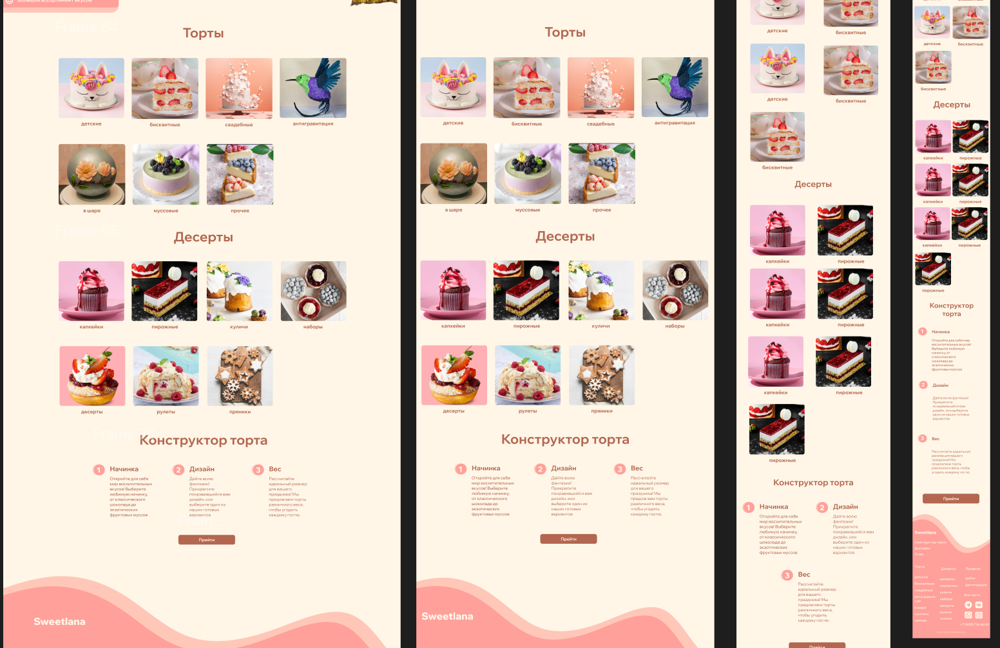 большой ассортимент вкусов
Frame 64
Торты
детские
бисквитные
свадебные
антигравитация
в шаре
муссовые
прочее
Frame 65
Десерты
капкейки
пирожные
куличи
наборы
десерты
рулеты
пряники
Frame
Конструктор торта
1 Начинка
Откройте для себя
мир восхитительных
вкусов! Выберите
любимую начинку,
от классического
шоколада до
экзотических
фруктовых муссов
2 Дизайн
Дайте волю
фантазии!
Прикрепите
понравившийся вам
дизайн, или
выберите один из
наших готовых
вариантов
3 Вес
Рассчитайте
идеальный размер
для вашего
праздника! Мы
предлагаем торты
различного веса,
чтобы угодить
каждому гостю.
Прейти
Sweetlana
Торты
детские
бисквитные
свадебные
антигравитация
в шаре
муссовые
прочее
Десерты
капкейки
пирожные
куличи
наборы
десерты
рулеты
пряники
Конструктор торта
1 Начинка
Откройте для себя
мир восхитительных
вкусов! Выберите
любимую начинку,
от классического
шоколада до
экзотических
фруктовых муссов
2 Дизайн
Дайте волю
фантазии!
Прикрепите
понравившийся вам
дизайн, или
выберите один из
наших готовых
вариантов
3 Вес
Рассчитайте
идеальный размер
для вашего
праздника! Мы
предлагаем торты
различного веса,
чтобы угодить
каждому гостю.
Прейти
Sweetlana
детские
бисквитные
детские
бисквитные
бисквитные
Десерты
капкейки
пирожные
капкейки
пирожные
капкейки
пирожные
пирожные
Конструктор торта
1 Начинка
Откройте для себя
мир восхитительных
вкусов! Выберите
любимую начинку,
от классического
шоколада до
экзотических
фруктовых муссов
2 Дизайн
Дайте волю
фантазии!
Прикрепите
понравившийся вам
дизайн, или
выберите один из
наших готовых
вариантов
3 Вес
Рассчитайте
идеальный размер
для вашего
праздника! Мы
предлагаем торты
различного веса,
чтобы угодить
каждому гостю.
Прейти
детские
бисквитные
детские
бисквитные
бисквитные
Десерты
капкейки
пирожные
капкейки
пирожные
капкейки
пирожные
пирожные
Конструктор
торта
1 Начинка
Откройте для себя мир
восхитительных вкусов!
Выберите любимую
начинку, от
классического
шоколада до
экзотических
фруктовых муссов
2 Дизайн
Дайте волю фантазии!
Прикрепите
понравившийся вам
дизайн, или выберите
один из наших готовых
вариантов
3 Вес
Рассчитайте идеальный
размер для вашего
праздника! Мы
предлагаем торты
различного веса, чтобы
угодить каждому гостю.
Прейти
Sweetlana
Конструктор торта
Доставка
О нас
Торты
детские
бисквитные
свадебные
в шаре
муссовые
прочее
Десерты
капкейки
пирожные
куличи
наборы
десерты
рулеты
пряники
Профиль
войти
регистрация
Контакты